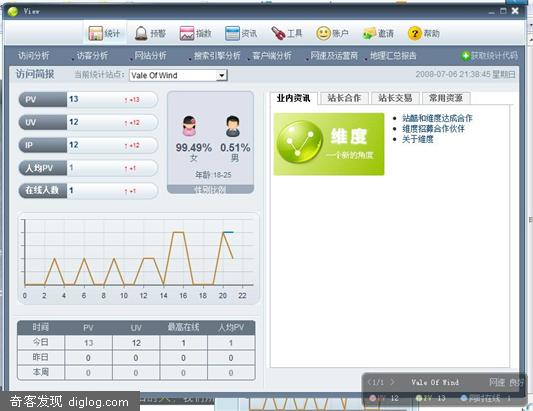 View
统计 预警 指数 资讯 工具 账户 邀请 帮助
访问分析 访客分析 网站分析 搜索引擎分析 客户端分析 网速及运营商 地理汇总报告 获取统计代码
访问简报 当前统计站点: Vale Of Wind 2008-07-06 21:38:45 星期日
PV 13 ↑ +13
UV 12 ↑ +12
IP 12 ↑ +12
人均PV 1 ↑ +1
在线人数 1 ↑ +1
99.49% 0.51%
女 男
年龄:18-25
性别比例
业内资讯 站长合作 站长交易 常用资源
维度
一个新的角度
站酷和维度达成合作
维度招募合作伙伴
关于维度
0 2 4 6 8 10 12 14 16 18 20 22
时间 PV UV 最高在线 人均PV
今日 13 12 1 1
昨日 0 0 0 0
本周 0 0 0 0
<1/1 > Vale Of Wind 网速 良好
PV 12 PV 13 同时在线 1
奇客发现 diglog.com